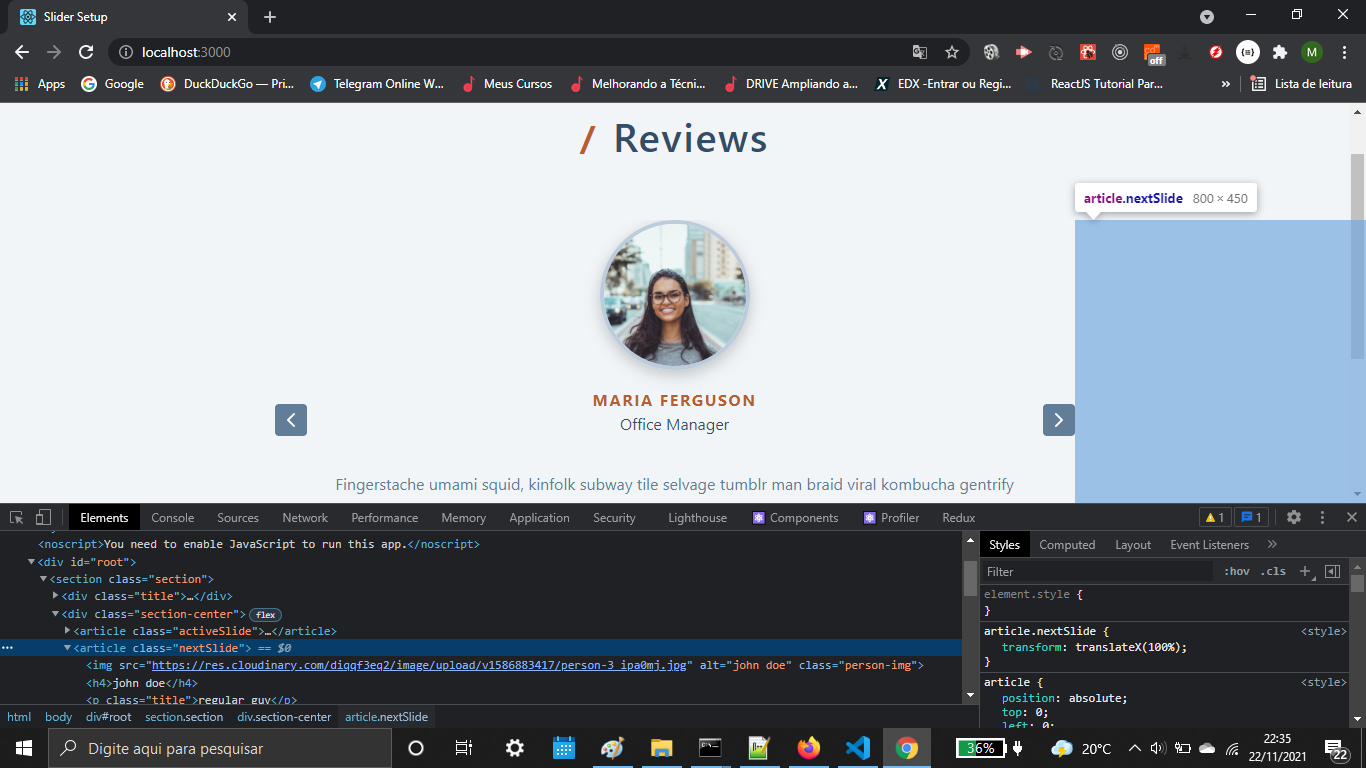 Slider Setup
localhost:3000
off
M
Apps
Google
DuckDuckGo — Pri...
Telegram Online W...
Meus Cursos
Melhorando a Técni...
DRIVE Ampliando a...
EDX -Entrar ou Regi...
ReactJS Tutorial Par...
»
Lista de leitura
/ Reviews
article.nextSlide 800 × 450
MARIA FERGUSON
Office Manager
Fingerstache umami squid, kinfolk subway tile selvage tumblr man braid viral kombucha gentrify
Elements Console Sources Network Performance Memory Application Security Lighthouse Components Profiler Redux 1 1
<noscript>You need to enable JavaScript to run this app.</noscript>
<div id="root">
<section class="section">
<div class="title">…</div>
<div class="section-center"> flex
<article class="activeSlide">…</article>
<article class="nextSlide"> == $0
<img src="https://res.cloudinary.com/diqqf3eq2/image/upload/v1586883417/person-3_ipa0mj.jpg" alt="john doe" class="person-img">
<h4>john doe</h4>
<p class="title">regular guy</p>
html body div#root section.section div.section-center article.nextSlide
Styles Computed Layout Event Listeners »
Filter :hov .cls +
element.style {
}
article.nextSlide { <style>
transform: translateX(100%);
}
article { <style>
position: absolute;
top: 0;
left: 0;
Digite aqui para pesquisar
36%
20°C
22:35
22/11/2021
22